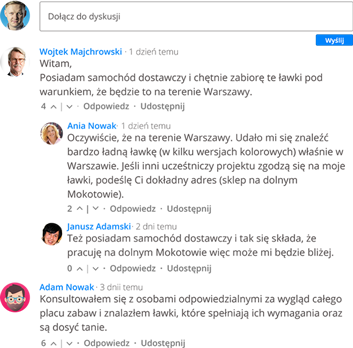 Dołącz do dyskusji
Wyślij
Wojtek Majchrowski · 1 dzień temu
Witam,
Posiadam samochód dostawczy i chętnie zabiorę te ławki pod
warunkiem, że będzie to na terenie Warszawy.
4 | · Odpowiedz · Udostępnij
Ania Nowak · 1 dzień temu
Oczywiście, że na terenie Warszawy. Udało mi się znaleźć
bardzo ładną ławkę (w kilku wersjach kolorowych) właśnie w
Warszawie. Jeśli inni uczestniczy projektu zgodzą się na moje
ławki, podeślę Ci dokładny adres (sklep na dolnym
Mokotowie).
2 | · Odpowiedz · Udostępnij
Janusz Adamski · 2 dni temu
Też posiadam samochód dostawczy i tak się składa, że
pracuję na dolnym Mokotowie więc może mi będzie bliżej.
0 | · Odpowiedz · Udostępnij
Adam Nowak · 3 dnii temu
Konsultowałem się z osobami odpowiedzialnymi za wygląd całego
placu zabaw i znalazłem ławki, które spełniają ich wymagania oraz
są dosyć tanie.
6 | · Odpowiedz · Udostępnij